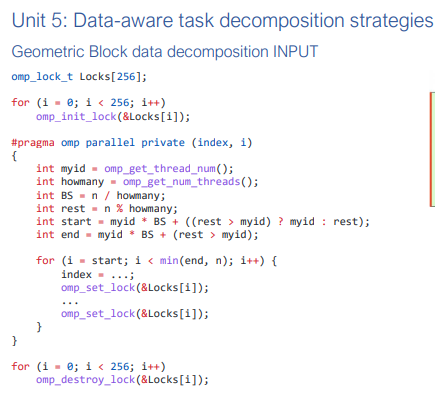 Unit 5: Data-aware task decomposition strategies
Geometric Block data decomposition INPUT
omp_lock_t Locks[256];
for (i = 0; i < 256; i++)
omp_init_lock(&Locks[i]);
#pragma omp parallel private (index, i)
{
int myid = omp_get_thread_num();
int howmany = omp_get_num_threads();
int BS = n / howmany;
int rest = n % howmany;
int start = myid * BS + ((rest > myid) ? myid : rest);
int end = myid * BS + (rest > myid);
for (i = start; i < min(end, n); i++) {
index = ...;
omp_set_lock(&Locks[i]);
...
omp_set_lock(&Locks[i]);
}
}
for (i = 0; i < 256; i++)
omp_destroy_lock(&Locks[i]);